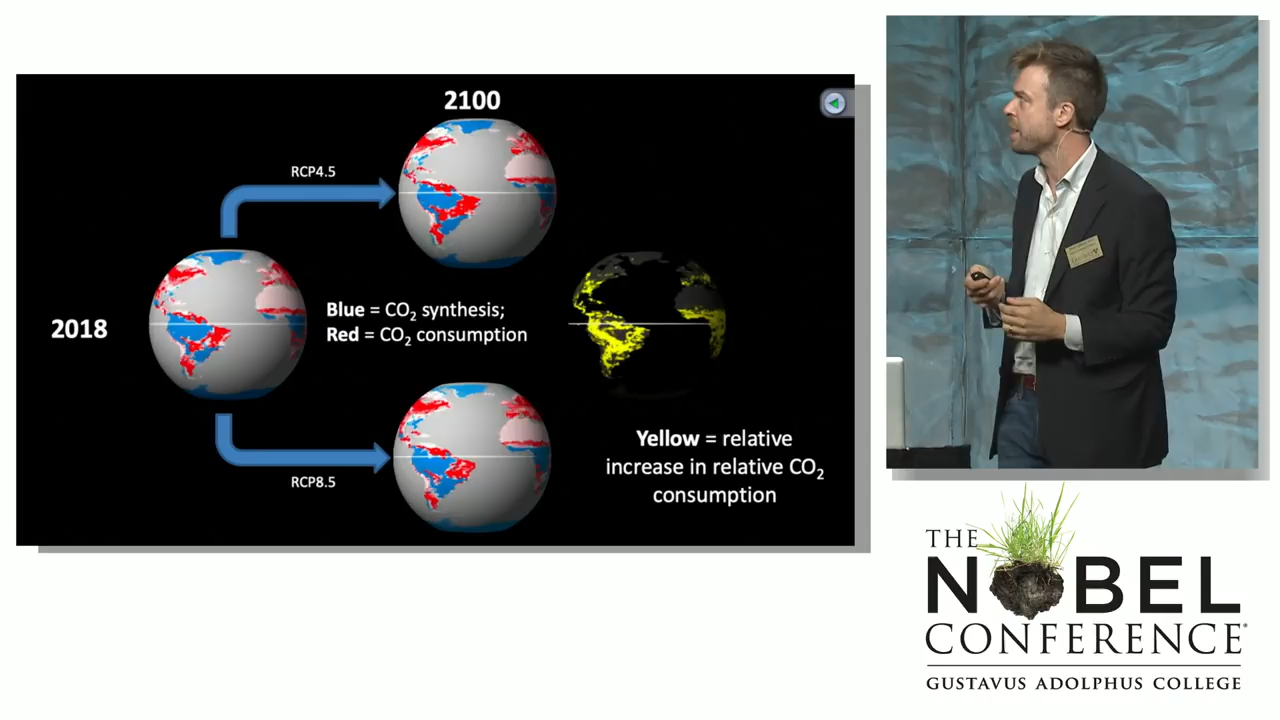 2100
RCP4.5
2018
Blue = CO₂ synthesis;
Red = CO₂ consumption
RCP8.5
Yellow = relative
increase in relative CO₂
consumption
THE
NOBEL
CONFERENCE®
GUSTAVUS ADOLPHUS COLLEGE